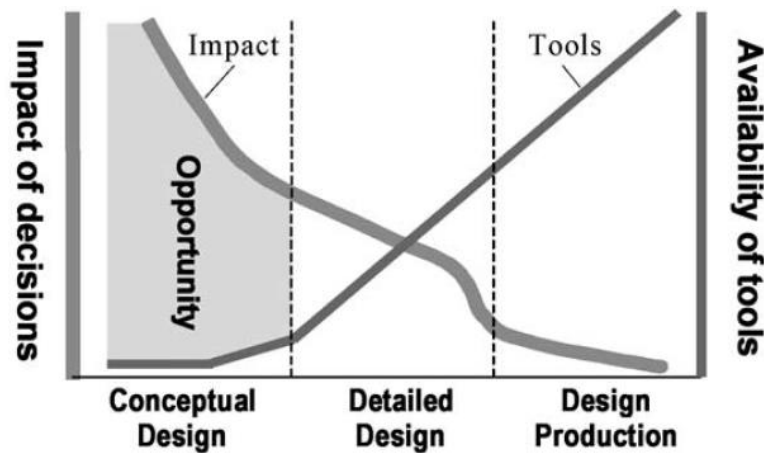 Impact of decisions
Impact
Opportunity
Tools
Availability of tools
Conceptual
Design
Detailed
Design
Design
Production